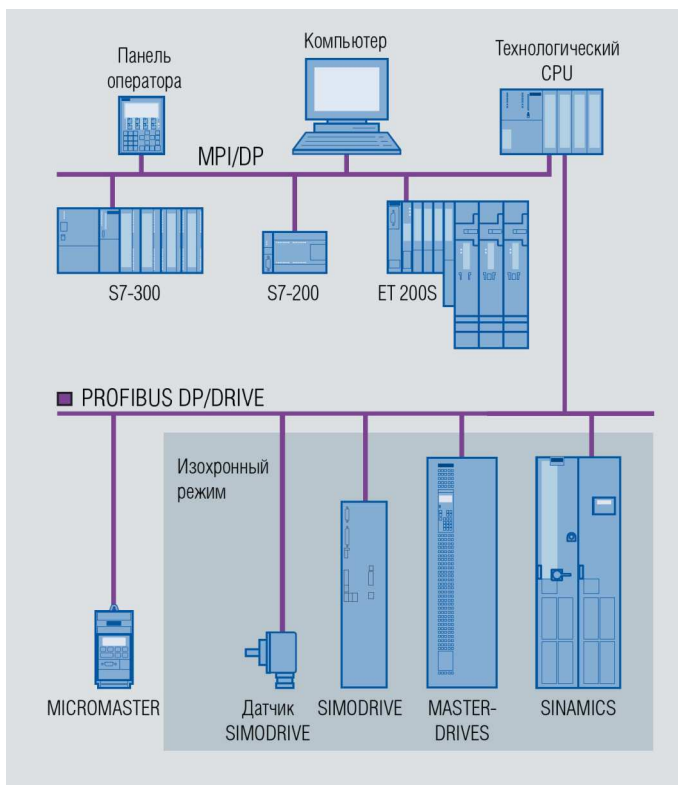 Панель
оператора
Компьютер
Технологический
CPU
MPI/DP
S7-300
S7-200
ET 200S
PROFIBUS DP/DRIVE
Изохронный
режим
MICROMASTER
Датчик
SIMODRIVE
SIMODRIVE
MASTER-
DRIVES
SINAMICS